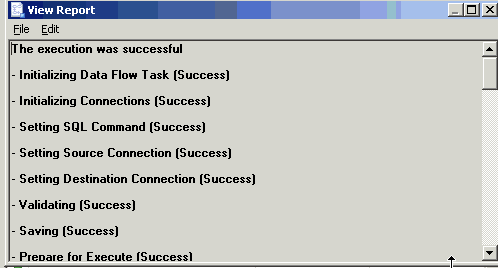 View Report
File Edit
The execution was successful
- Initializing Data Flow Task (Success)
- Initializing Connections (Success)
- Setting SQL Command (Success)
- Setting Source Connection (Success)
- Setting Destination Connection (Success)
- Validating (Success)
- Saving (Success)
- Prepare for Execute (Success)